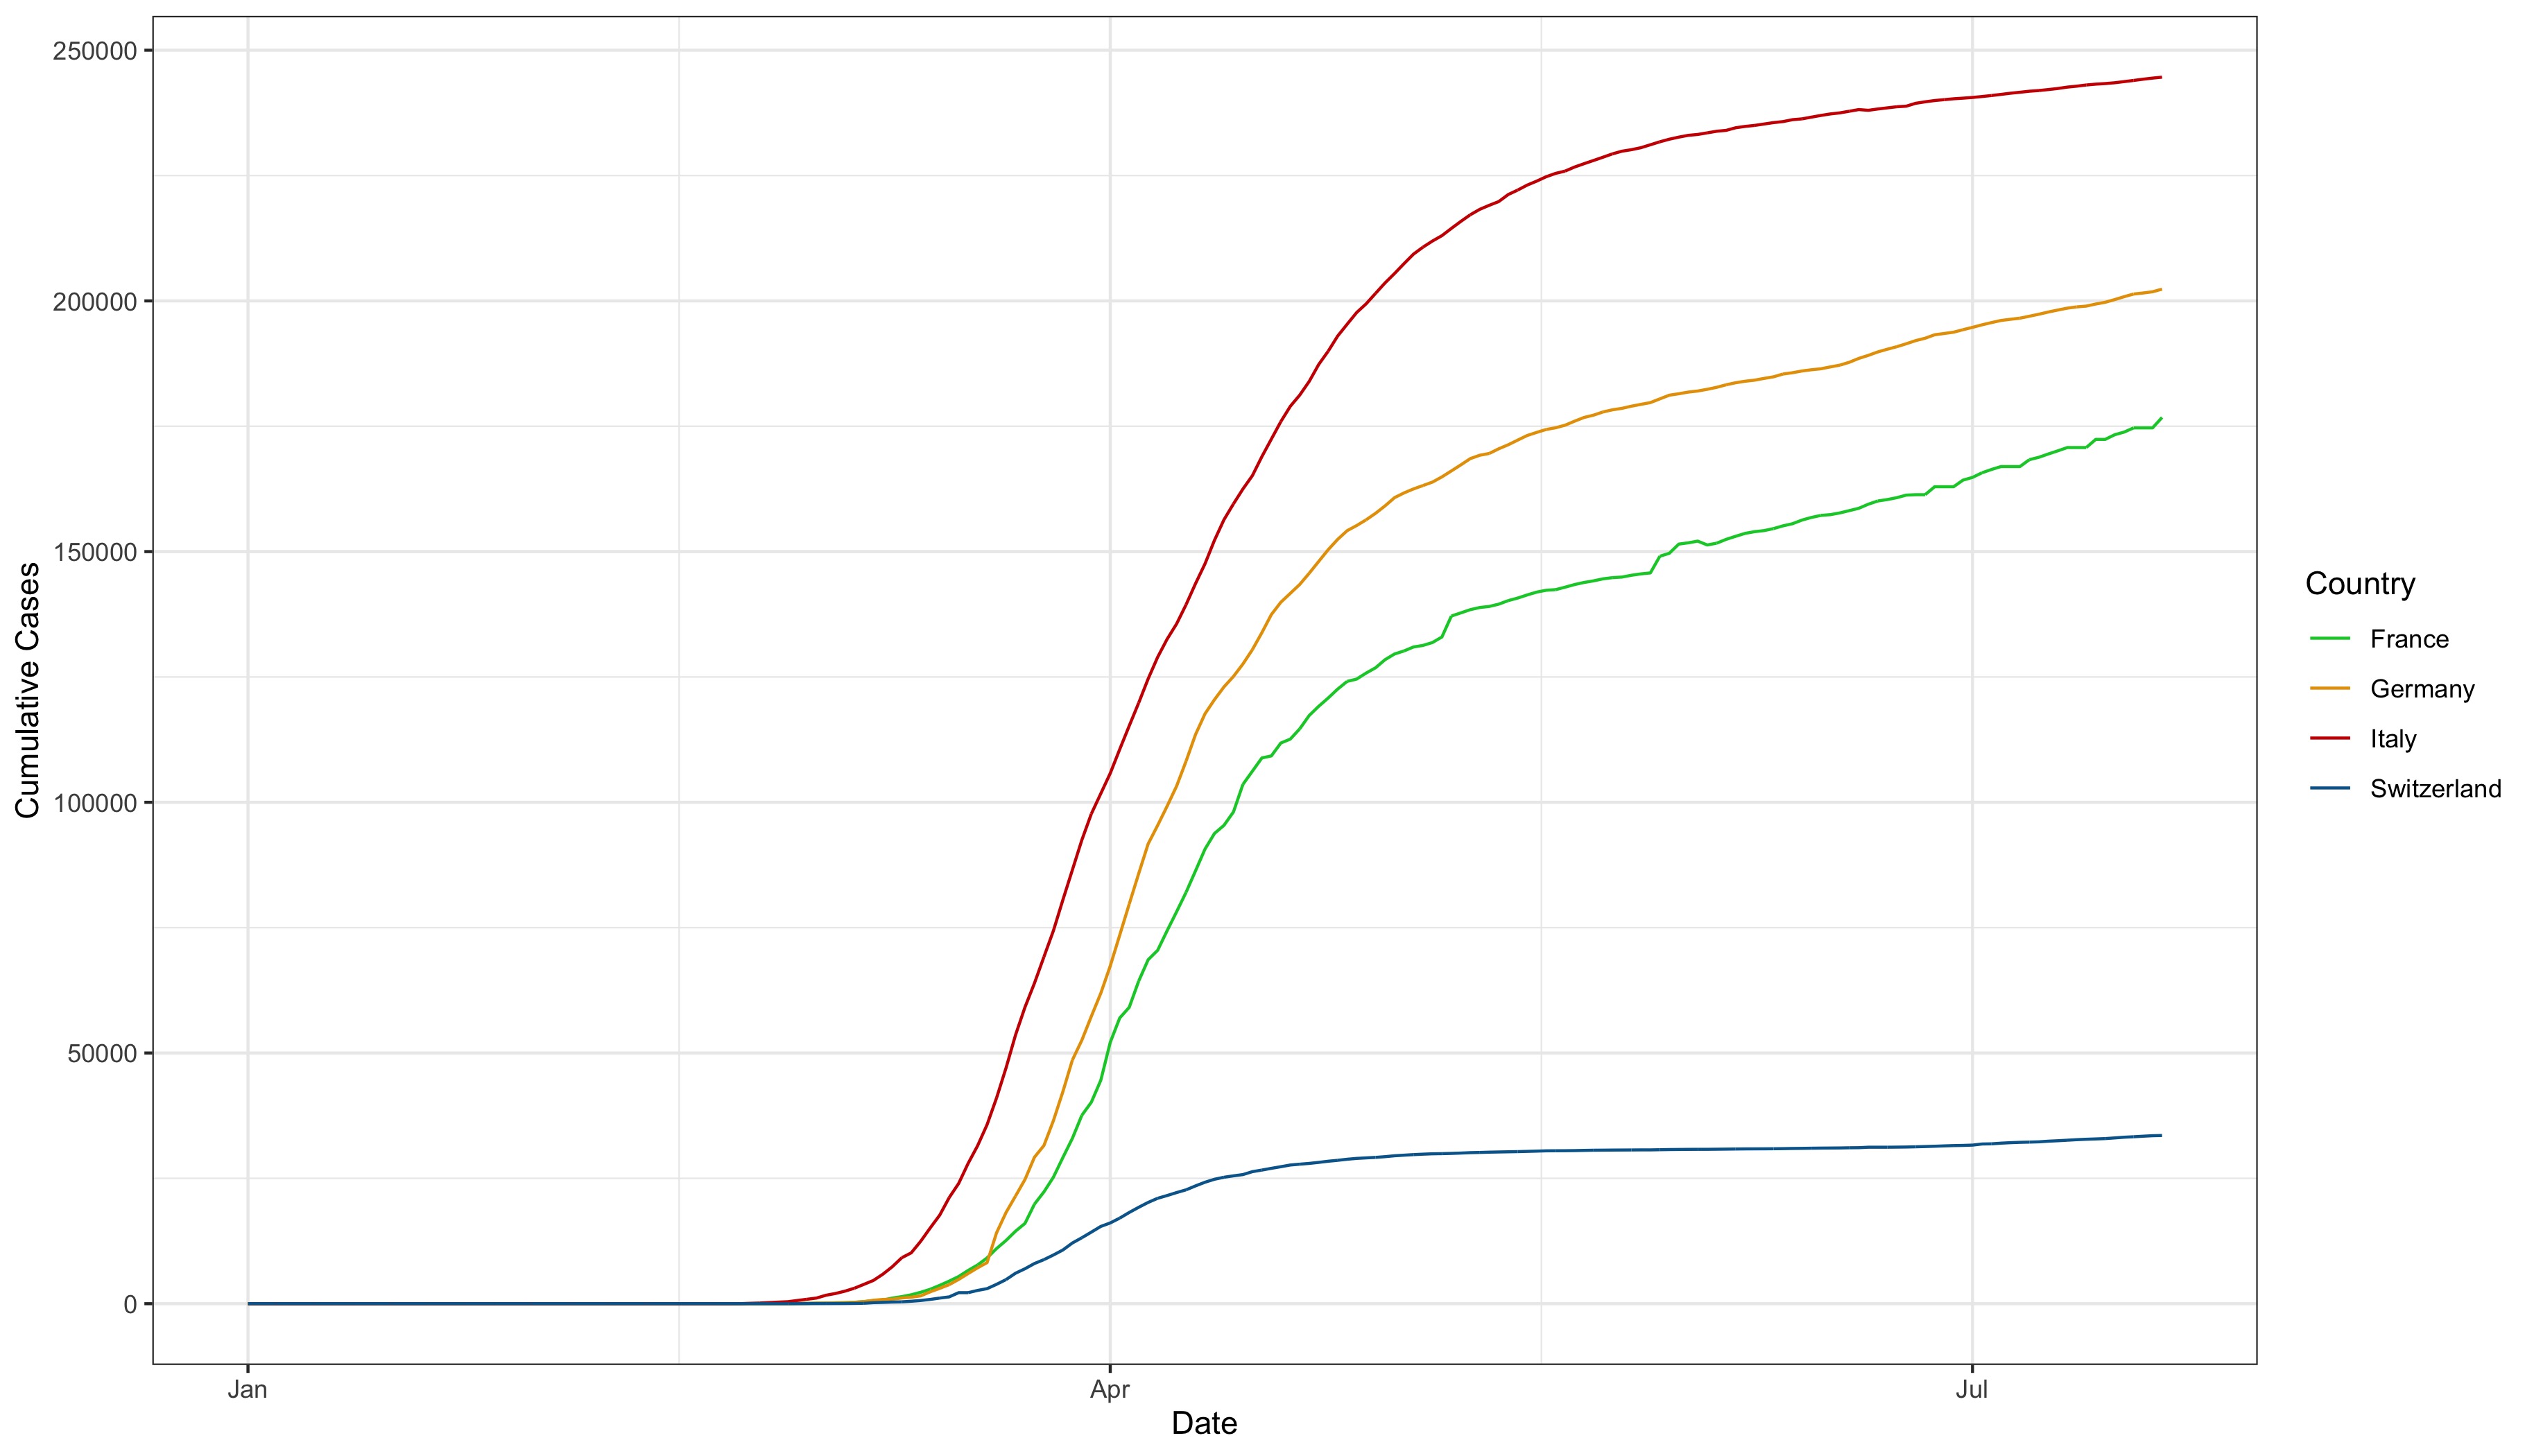 250000
200000
150000
100000
50000
0
Cumulative Cases
Jan
Apr
Jul
Date
Country
France
Germany
Italy
Switzerland